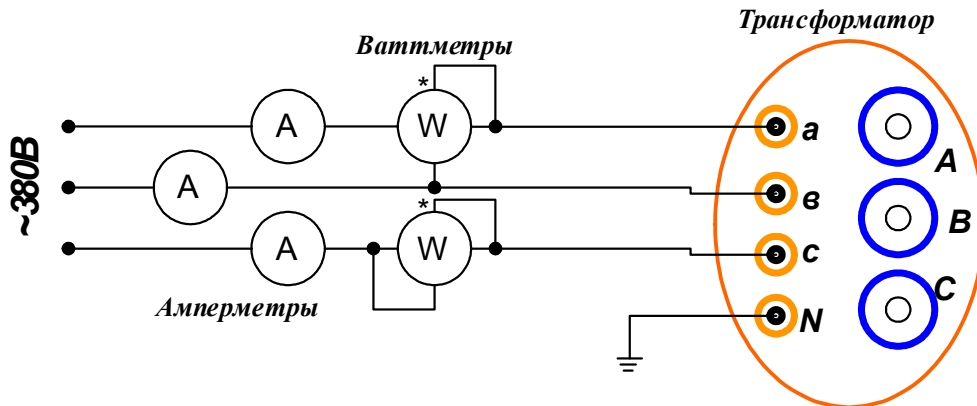 Трансформатор
Ваттметры
*
A
W
a
A
~380В
A
в
B
*
A
W
c
C
Амперметры
N